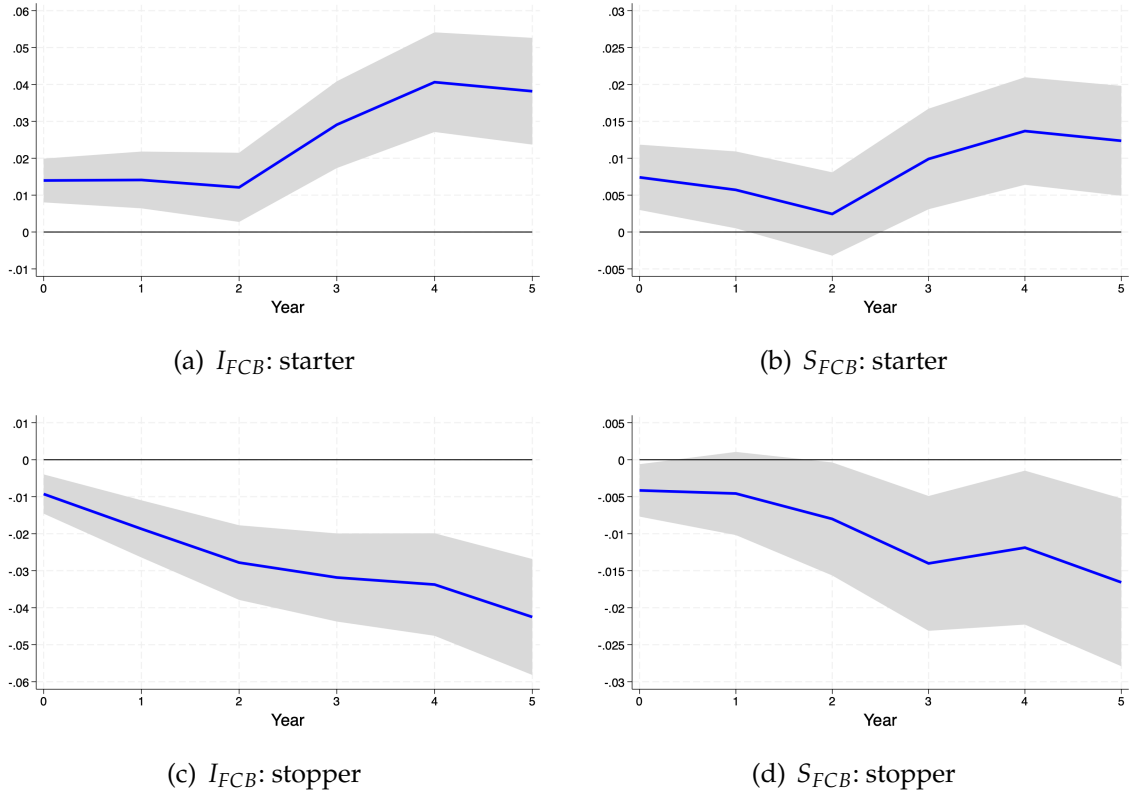 .06
.05
.04
.03
.02
.01
0
-.01
0 1 2 3 4 5
Year
(a) I_FCB: starter
.03
.025
.02
.015
.01
.005
0
-.005
0 1 2 3 4 5
Year
(b) S_FCB: starter
.01
0
-.01
-.02
-.03
-.04
-.05
-.06
0 1 2 3 4 5
Year
(c) I_FCB: stopper
.005
0
-.005
-.01
-.015
-.02
-.025
-.03
0 1 2 3 4 5
Year
(d) S_FCB: stopper